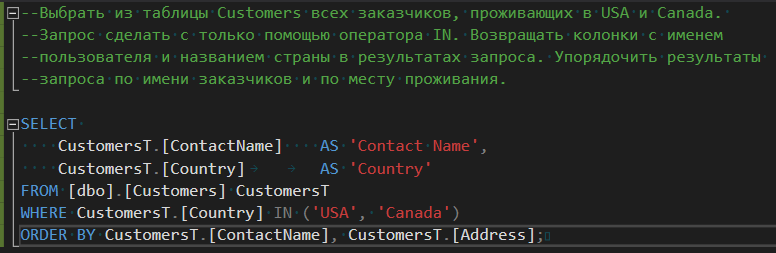 --Выбрать из таблицы Customers всех заказчиков, проживающих в USA и Canada.
--Запрос сделать с только помощью оператора IN. Возвращать колонки с именем
--пользователя и названием страны в результатах запроса. Упорядочить результаты
--запроса по имени заказчиков и по месту проживания.
SELECT
CustomersT.[ContactName] AS 'Contact Name',
CustomersT.[Country] AS 'Country'
FROM [dbo].[Customers] CustomersT
WHERE CustomersT.[Country] IN ('USA', 'Canada')
ORDER BY CustomersT.[ContactName], CustomersT.[Address];